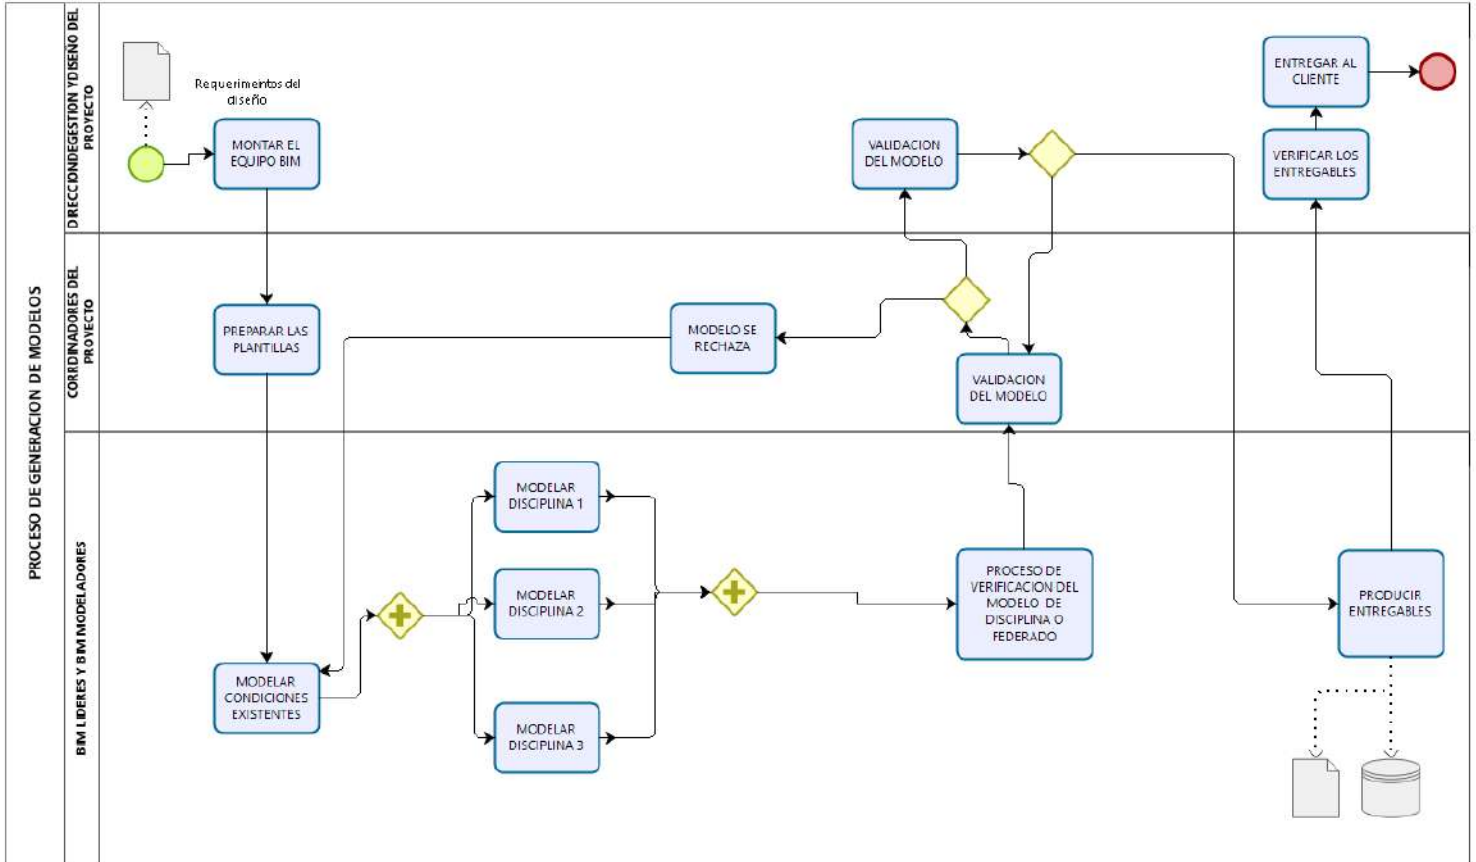 PROCESO DE GENERACION DE MODELOS
DIRECCIONDEGESTION YDISEÑO DEL
PROYECTO
Requerimeintos del
diseño
MONTAR EL
EQUIPO BIM
VALIDACION
DEL MODELO
ENTREGAR AL
CLIENTE
VERIFICAR LOS
ENTREGABLES
CORRDINADORES DEL
PROYECTO
PREPARAR LAS
PLANTILLAS
MODELO SE
RECHAZA
VALIDACION
DEL MODELO
BIM LIDERES Y BIM MODELADORES
MODELAR
CONDICIONES
EXISTENTES
MODELAR
DISCIPLINA 1
MODELAR
DISCIPLINA 2
MODELAR
DISCIPLINA 3
PROCESO DE
VERIFICACION DEL
MODELO DE
DISCIPLINA O
FEDERADO
PRODUCIR
ENTREGABLES